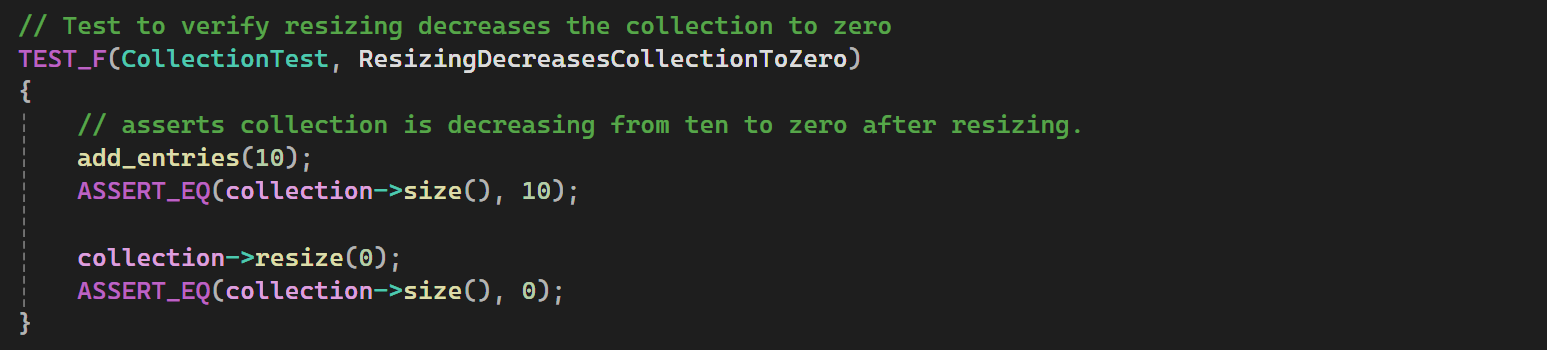 // Test to verify resizing decreases the collection to zero
TEST_F(CollectionTest, ResizingDecreasesCollectionToZero)
{
    // asserts collection is decreasing from ten to zero after resizing.
    add_entries(10);
    ASSERT_EQ(collection->size(), 10);

    collection->resize(0);
    ASSERT_EQ(collection->size(), 0);
}